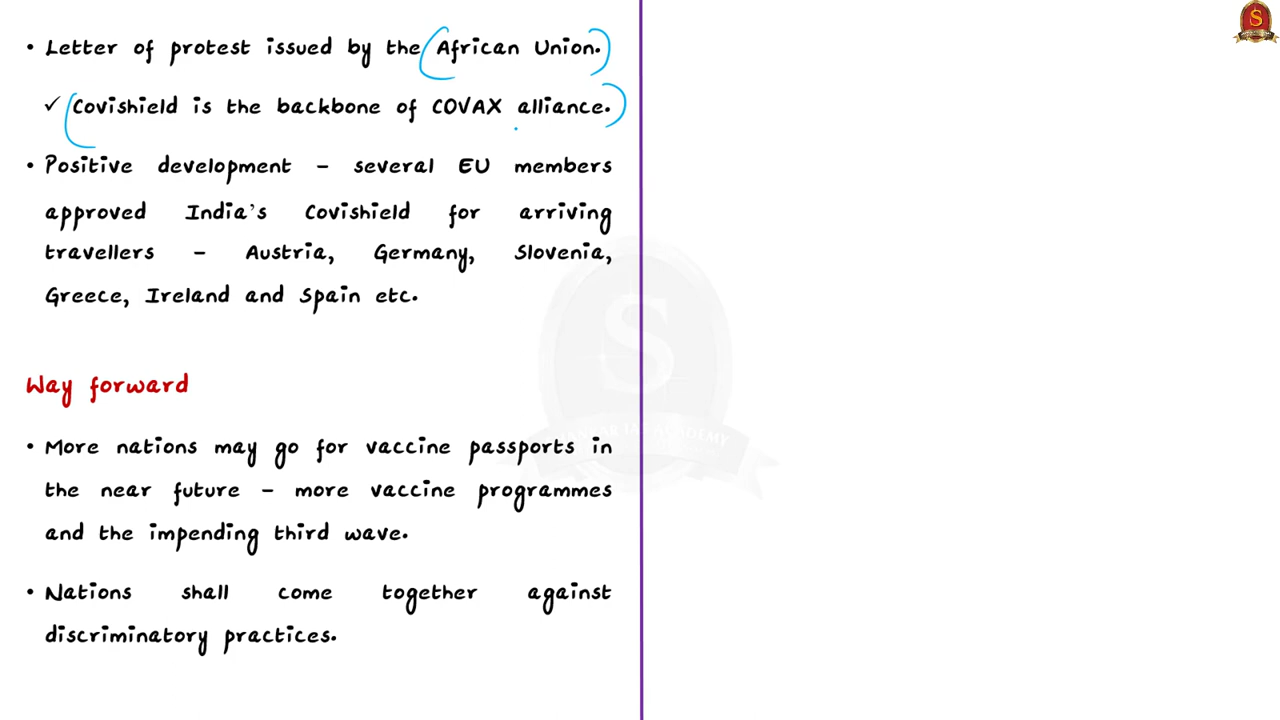 • Letter of protest issued by the African Union.
✓ Covishield is the backbone of COVAX alliance.
• Positive development – several EU members
approved India's Covishield for arriving
travellers – Austria, Germany, Slovenia,
Greece, Ireland and Spain etc.
Way forward
• More nations may go for vaccine passports in
the near future – more vaccine programmes
and the impending third wave.
• Nations shall come together against
discriminatory practices.
S
S